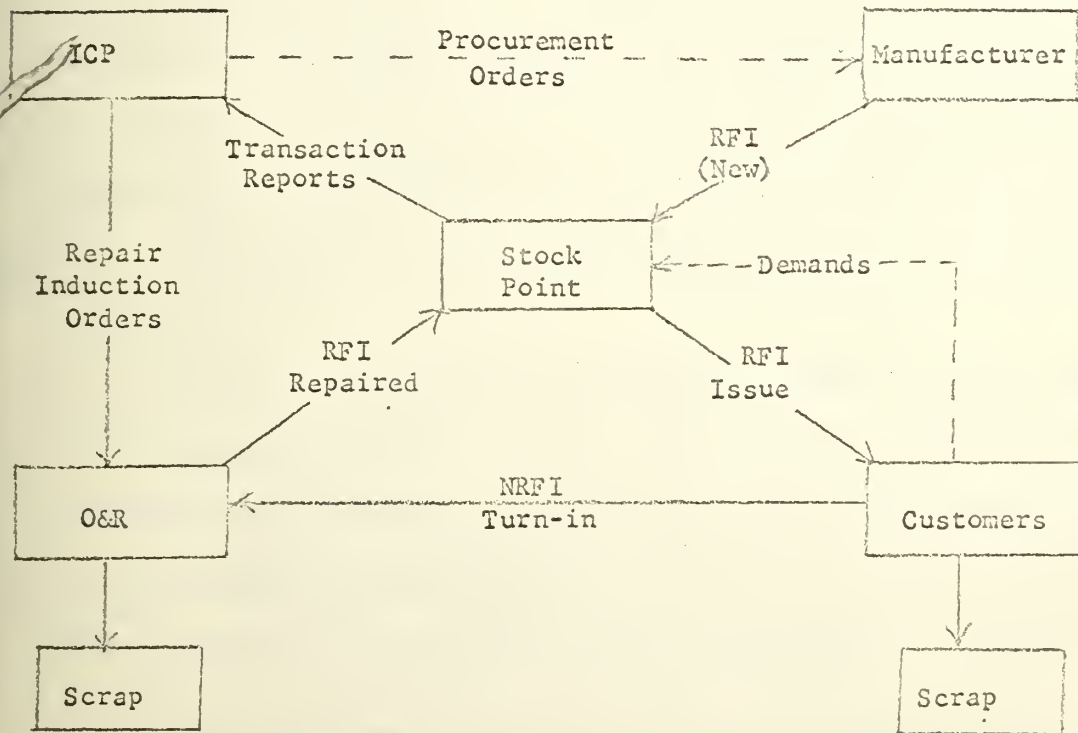 ICP
Procurement
Orders
Manufacturer
Transaction
Reports
RFI
(New)
Repair
Induction
Orders
Stock
Point
Demands
RFI
Repaired
RFI
Issue
O&R
NRFI
Turn-in
Customers
Scrap
Scrap